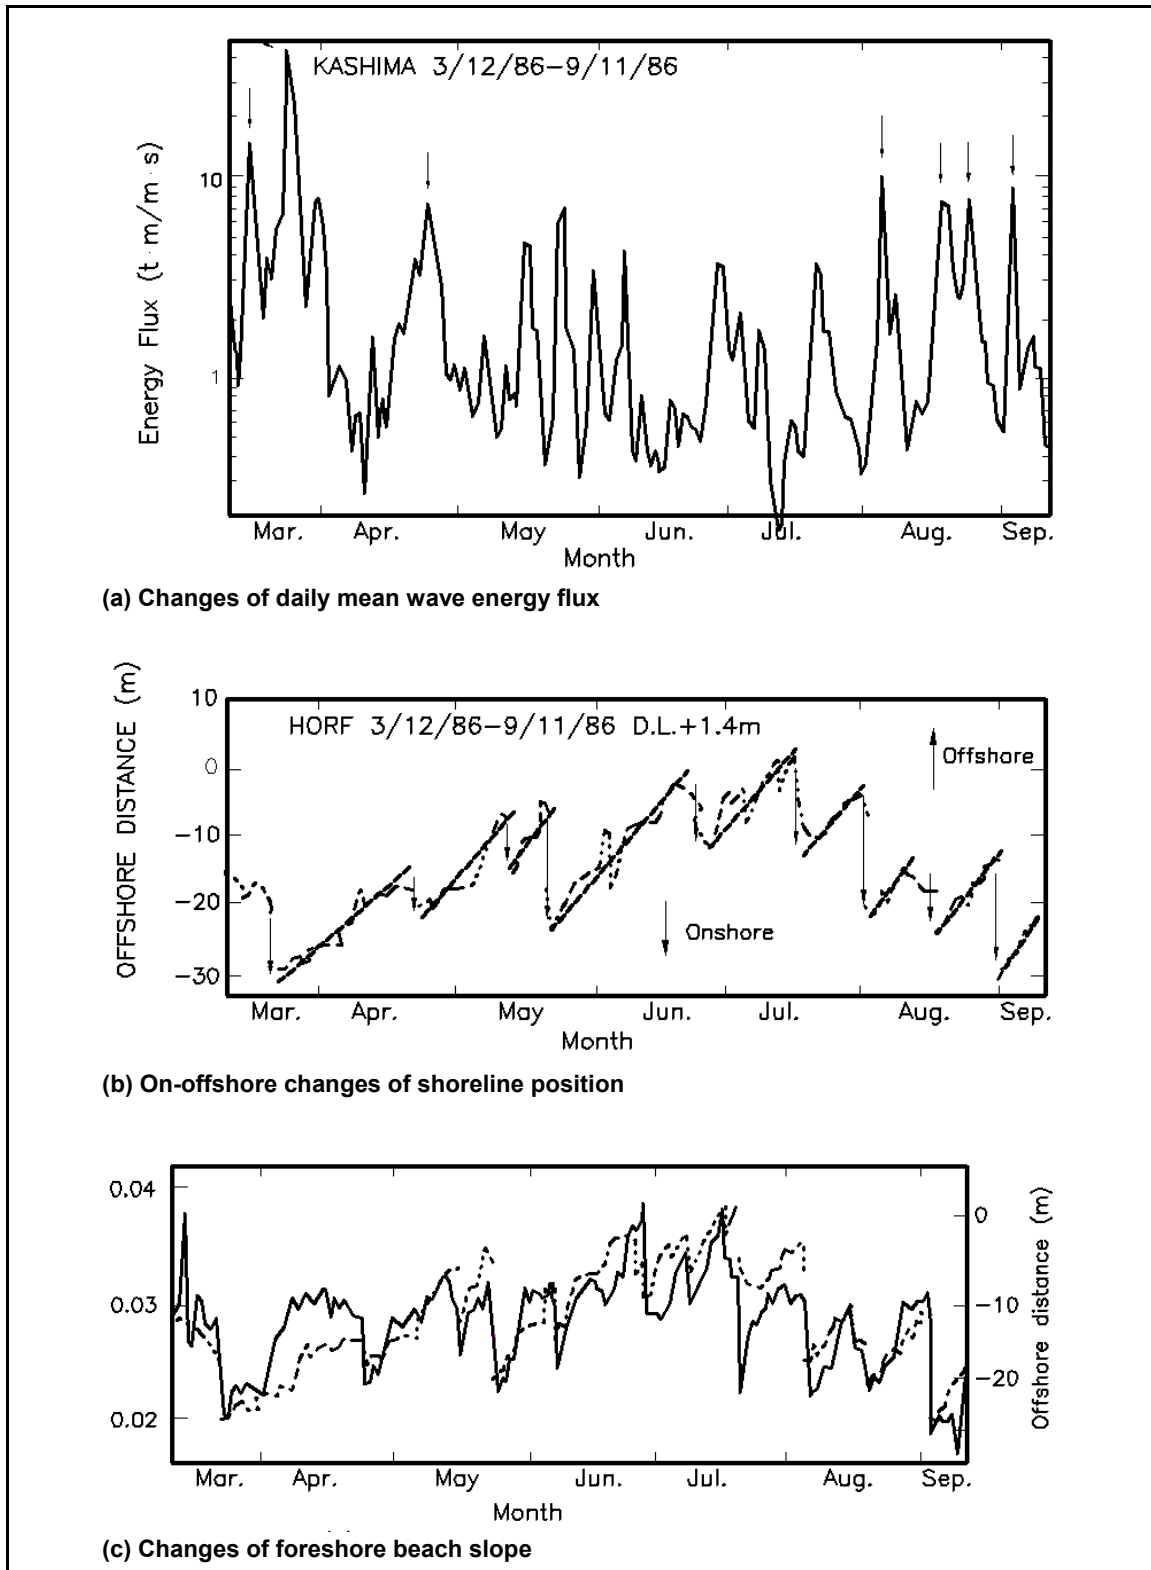 KASHIMA 3/12/86-9/11/86
Energy Flux (t·m/m·s)
10
1
Mar. Apr. May Jun. Jul. Aug. Sep.
Month
(a) Changes of daily mean wave energy flux
OFFSHORE DISTANCE (m)
10
HORF 3/12/86-9/11/86 D.L.+1.4m
Offshore
0
-10
-20
Onshore
-30
Mar. Apr. May Jun. Jul. Aug. Sep.
Month
(b) On-offshore changes of shoreline position
0.04
0.03
0.02
0
-10
-20
Offshore distance (m)
Mar. Apr. May Jun. Jul. Aug. Sep.
Month
(c) Changes of foreshore beach slope